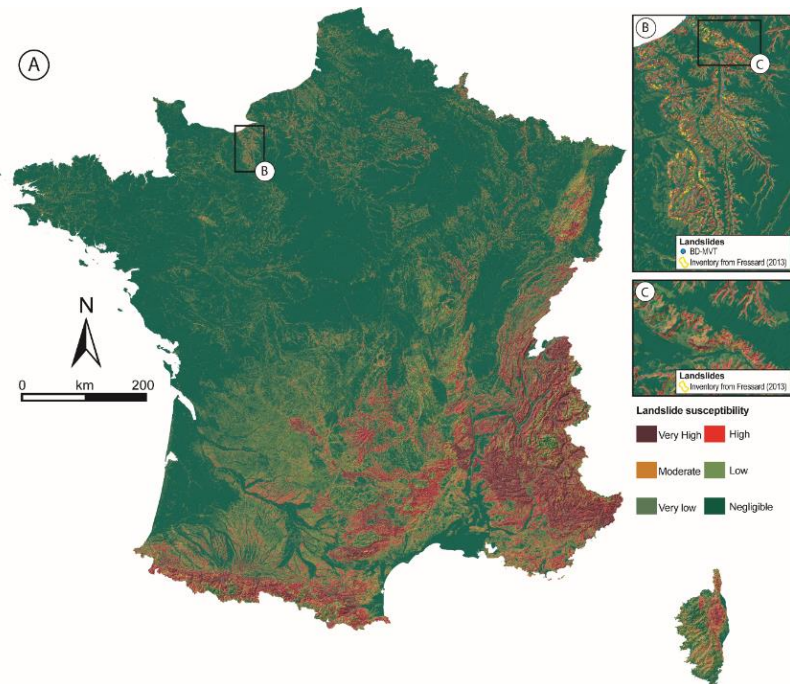 A
B
N
0 km 200
B
C
Landslides
BD-MVT
Inventory from Fressard (2013)
C
Landslides
Inventory from Fressard (2013)
Landslide susceptibility
Very High High
Moderate Low
Very low Negligible